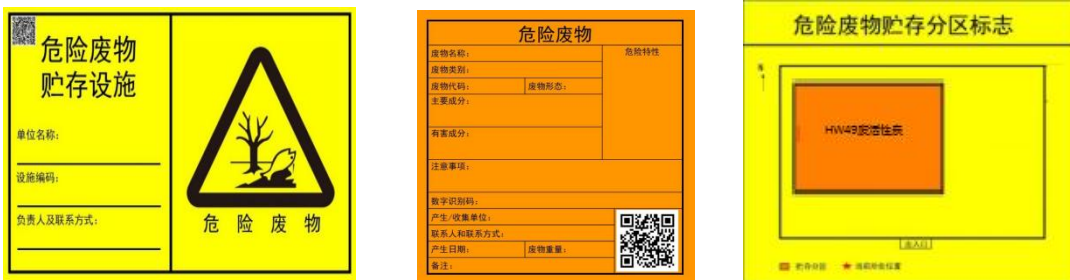 危险废物
贮存设施
单位名称：
设施编码：
负责人及联系方式：
危险废物
危险废物
废物名称：
危险特性
废物类别：
废物代码：
废物形态：
主要成分：
有害成分：
注意事项：
数字识别码：
产生/收集单位：
联系人和联系方式：
产生日期：
废物重量：
备注：
危险废物贮存分区标志
HW49废活性炭
出入口
贮存分区
当前所处位置